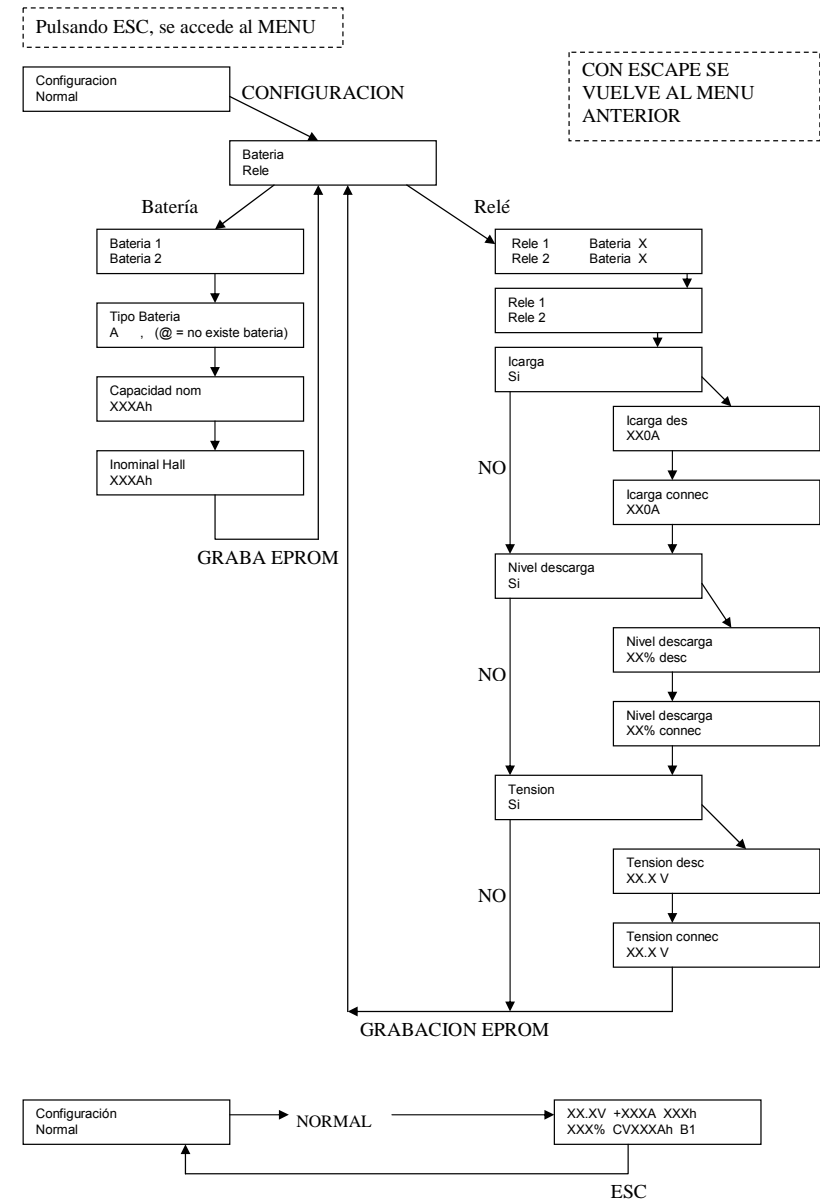 Pulsando ESC, se accede al MENU
CON ESCAPE SE
VUELVE AL MENU
ANTERIOR
Configuracion
Normal
CONFIGURACION
Bateria
Rele
Batería
Relé
Bateria 1
Bateria 2
Tipo Bateria
A , (@ = no existe bateria)
Capacidad nom
XXXAh
Inominal Hall
XXXAh
GRABA EPROM
Rele 1 Bateria X
Rele 2 Bateria X
Rele 1
Rele 2
Icarga
Si
Icarga des
XX0A
NO
Icarga connec
XX0A
Nivel descarga
Si
Nivel descarga
XX% desc
NO
Nivel descarga
XX% connec
Tension
Si
Tension desc
XX.X V
NO
Tension connec
XX.X V
GRABACION EPROM
Configuración
Normal
NORMAL
XX.XV +XXXA XXXh
XXX% CVXXXAh B1
ESC